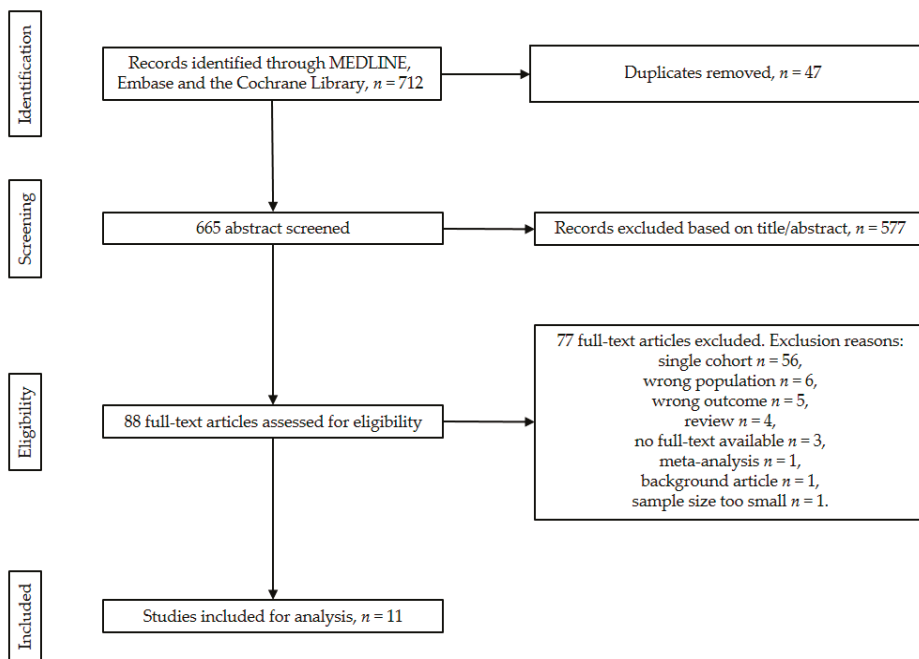 Identification
Records identified through MEDLINE,
Embase and the Cochrane Library, n = 712
Duplicates removed, n = 47
Screening
665 abstract screened
Records excluded based on title/abstract, n = 577
Eligibility
88 full-text articles assessed for eligibility
77 full-text articles excluded. Exclusion reasons:
single cohort n = 56,
wrong population n = 6,
wrong outcome n = 5,
review n = 4,
no full-text available n = 3,
meta-analysis n = 1,
background article n = 1,
sample size too small n = 1.
Included
Studies included for analysis, n = 11